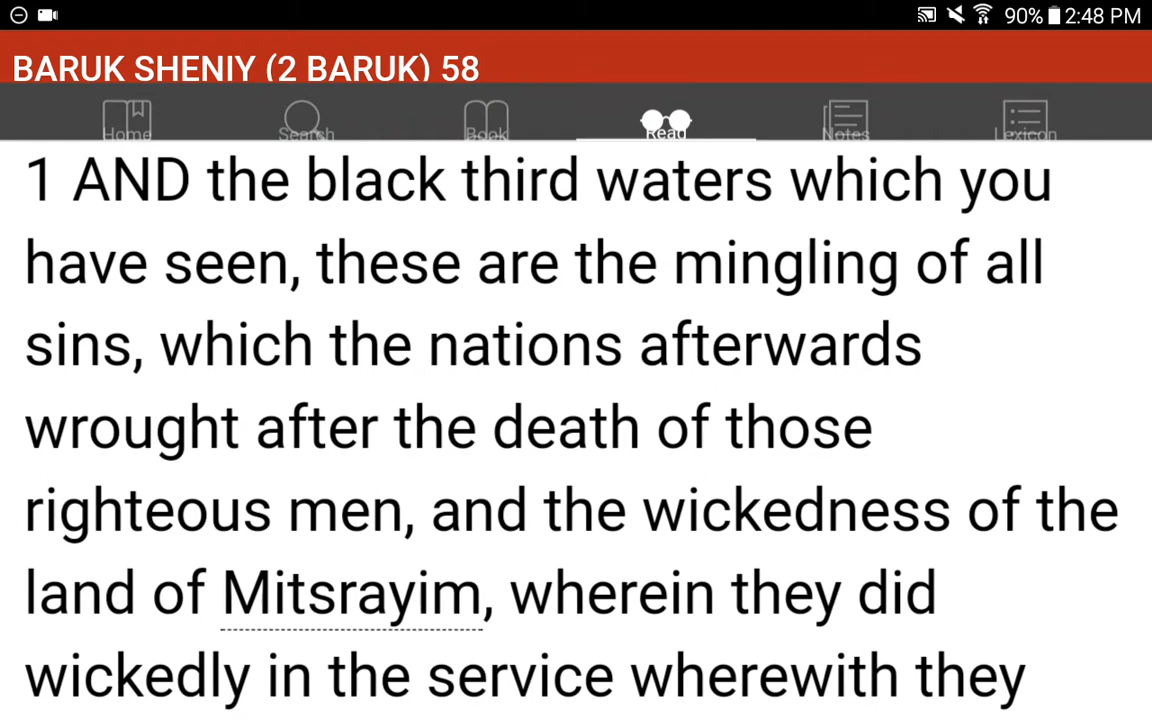 90% 2:48 PM
BARUK SHENIY (2 BARUK) 58
Home Search Book Read Notes Lexicon
1 AND the black third waters which you
have seen, these are the mingling of all
sins, which the nations afterwards
wrought after the death of those
righteous men, and the wickedness of the
land of Mitsrayim, wherein they did
wickedly in the service wherewith they